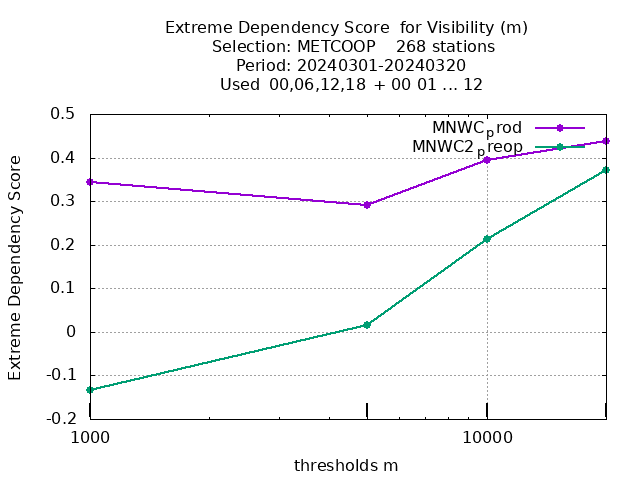 Extreme Dependency Score  for Visibility (m)
Selection: METCOOP    268 stations
Period: 20240301-20240320
Used  00,06,12,18  + 00 01 ... 12
MNWCprod
MNWC2preop
0.5
0.4
0.3
0.2
0.1
0
-0.1
-0.2
Extreme Dependency Score
1000
10000
thresholds m